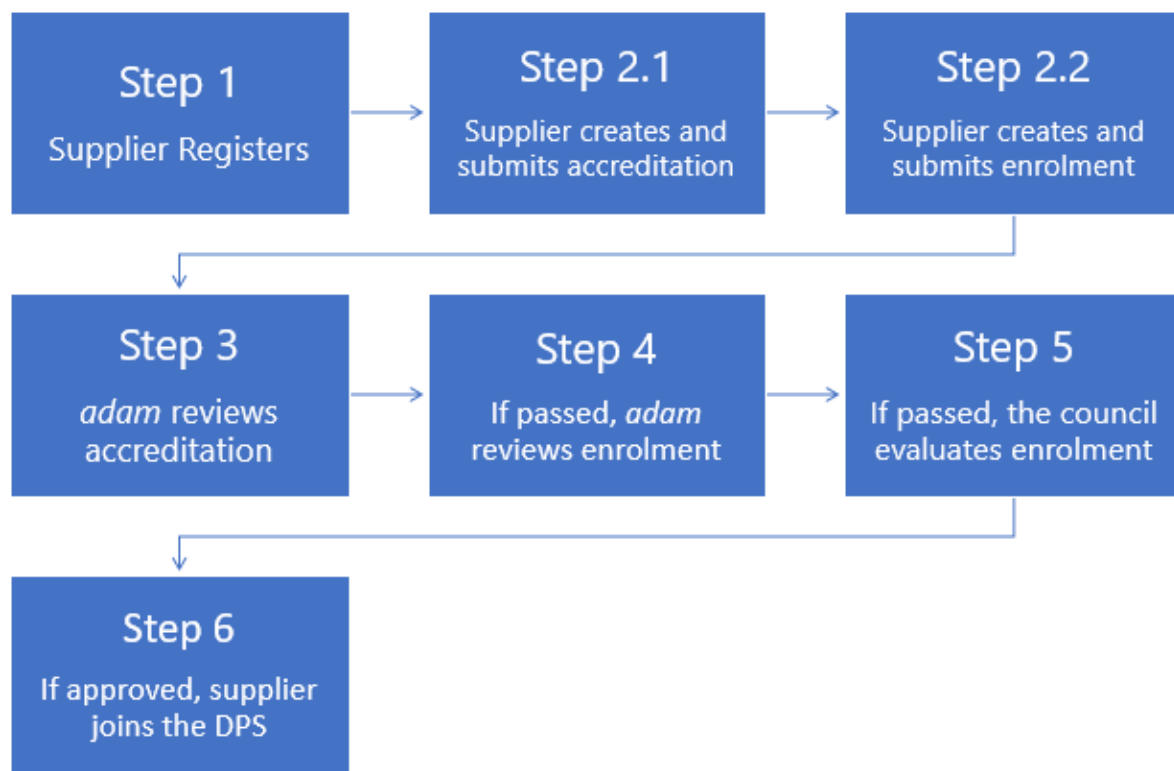 Step 1
Supplier Registers
Step 2.1
Supplier creates and
submits accreditation
Step 2.2
Supplier creates and
submits enrolment
Step 3
adam reviews
accreditation
Step 4
If passed, adam
reviews enrolment
Step 5
If passed, the council
evaluates enrolment
Step 6
If approved, supplier
joins the DPS